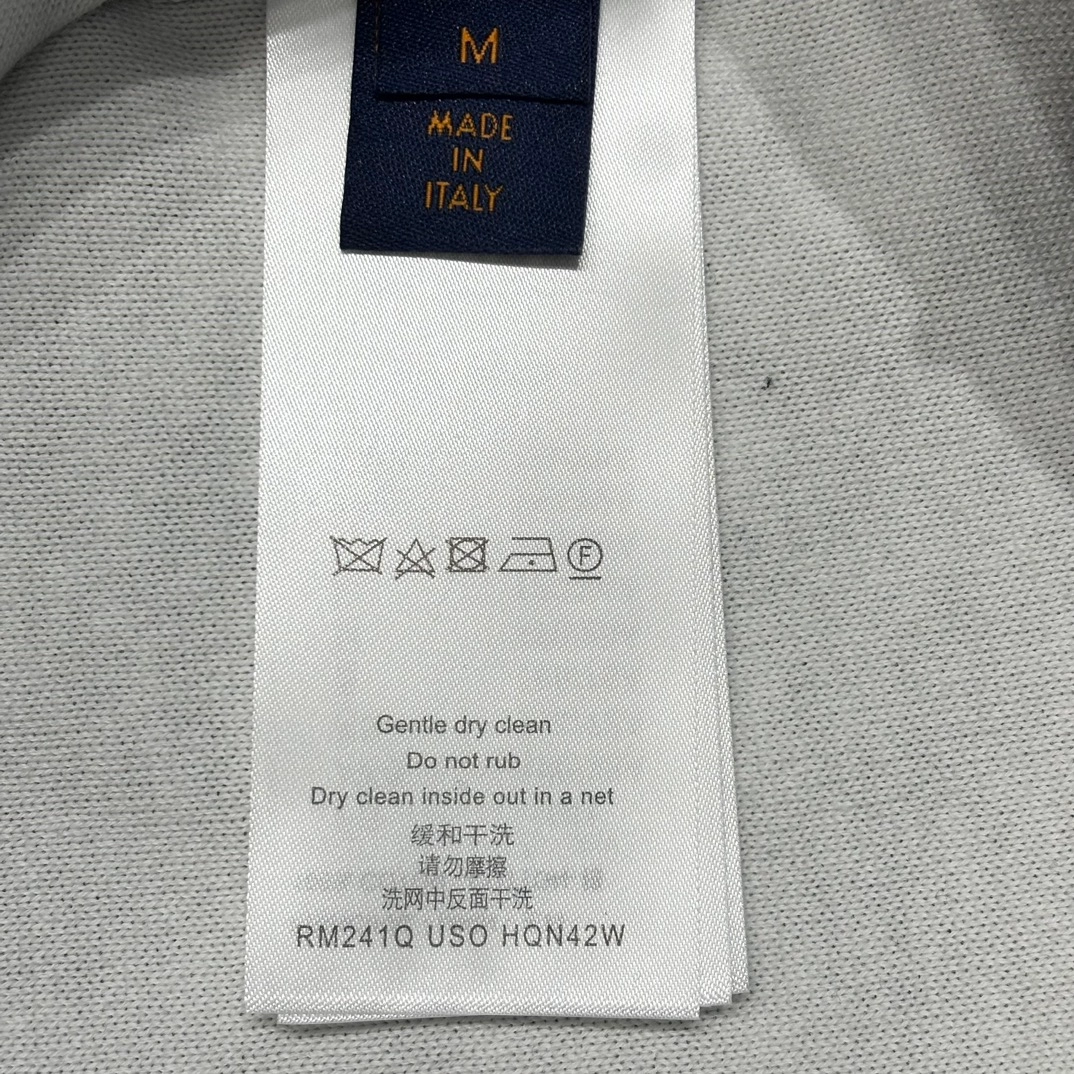 M
MADE
IN
ITALY
F
Gentle dry clean
Do not rub
Dry clean inside out in a net
缓和干洗
请勿摩擦
洗网中反面干洗
RM241Q USO HQN42W